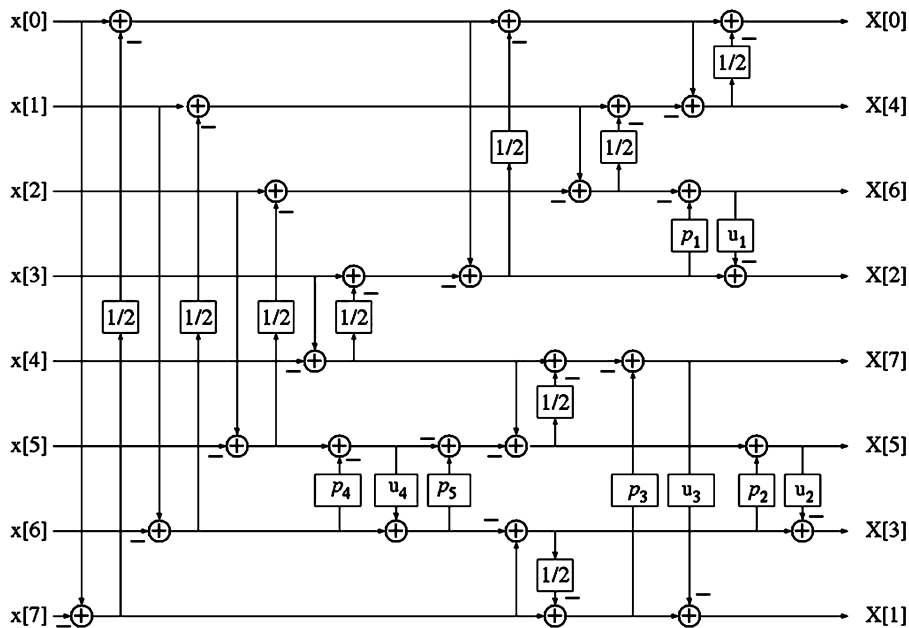 x[0] X[0]
1/2
x[1] X[4]
1/2 1/2
x[2] X[6]
p₁ u₁
x[3] X[2]
1/2 1/2 1/2 1/2
x[4] X[7]
1/2
x[5] X[5]
p₄ u₄ p₅ p₃ u₃ p₂ u₂
x[6] X[3]
1/2
x[7] X[1]